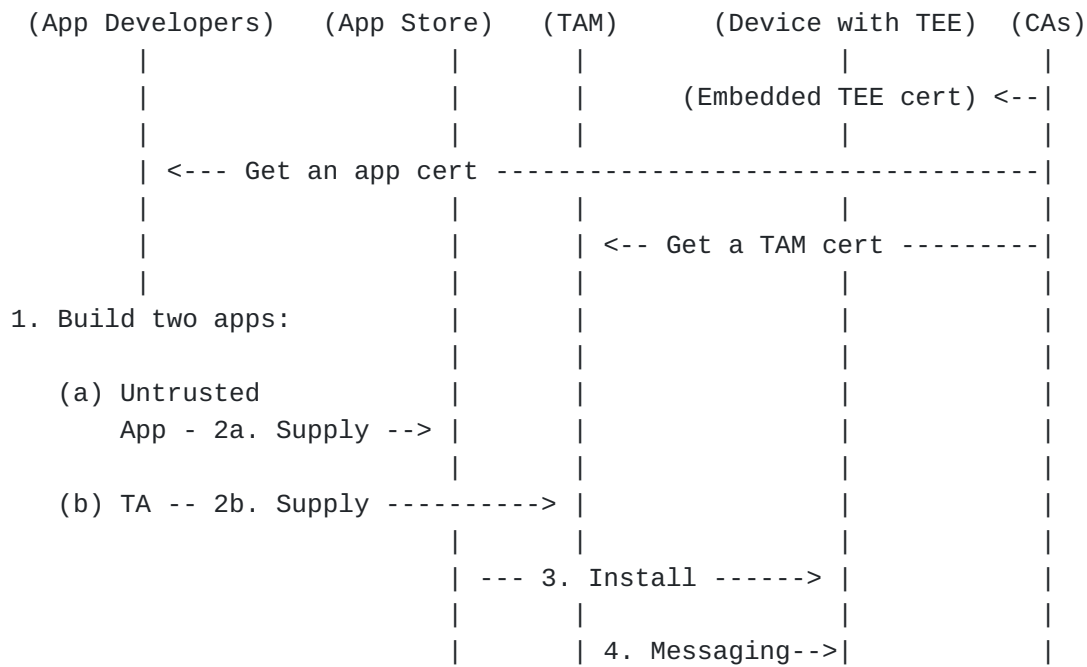 (App Developers)   (App Store)   (TAM)      (Device with TEE)  (CAs)
        |                   |       |                |            |
        |                   |       |      (Embedded TEE cert) <--|
        |                   |       |                |            |
        | <--- Get an app cert -----------------------------------|
        |                   |       |                |            |
        |                   |       | <-- Get a TAM cert ---------|
        |                   |       |                |            |
1. Build two apps:          |       |                |            |
                            |       |                |            |
   (a) Untrusted            |       |                |            |
       App - 2a. Supply --> |       |                |            |
                            |       |                |            |
   (b) TA -- 2b. Supply ----------> |                |            |
                            |       |                |            |
                            | --- 3. Install ------> |            |
                            |       |                |            |
                            |       | 4. Messaging-->|            |